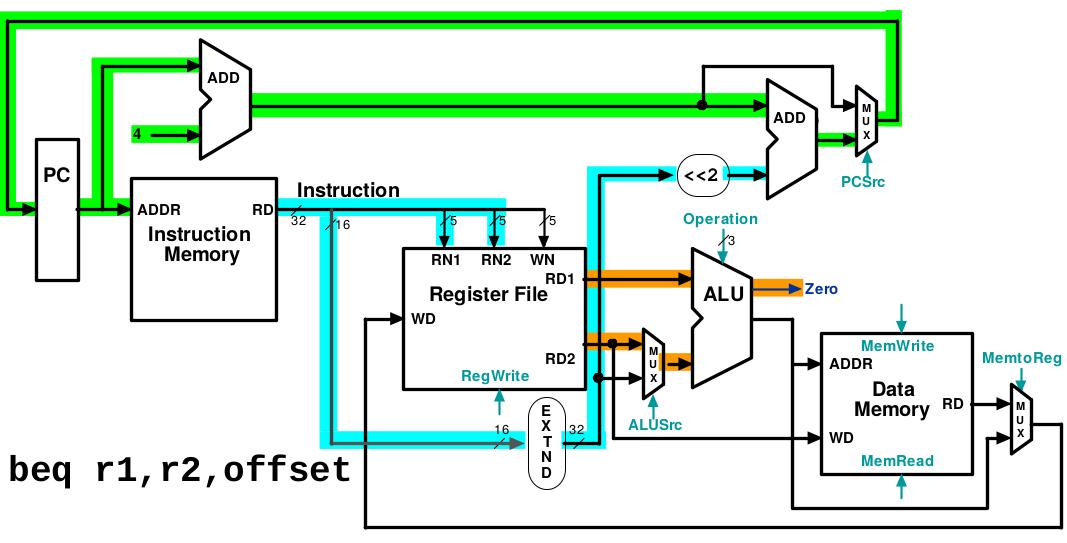 ADD
PC
4
ADD
M
U
X
<<2
PCSrc
ADDR
RD
Instruction
32
16
5
5
5
Instruction
Memory
Operation
3
RN1
RN2
WN
RD1
Register File
ALU
Zero
WD
RD2
M
U
X
RegWrite
MemWrite
MemtoReg
ADDR
Data
Memory
RD
M
U
X
ALUSrc
16
E
X
T
N
D
32
WD
MemRead
beq r1,r2,offset